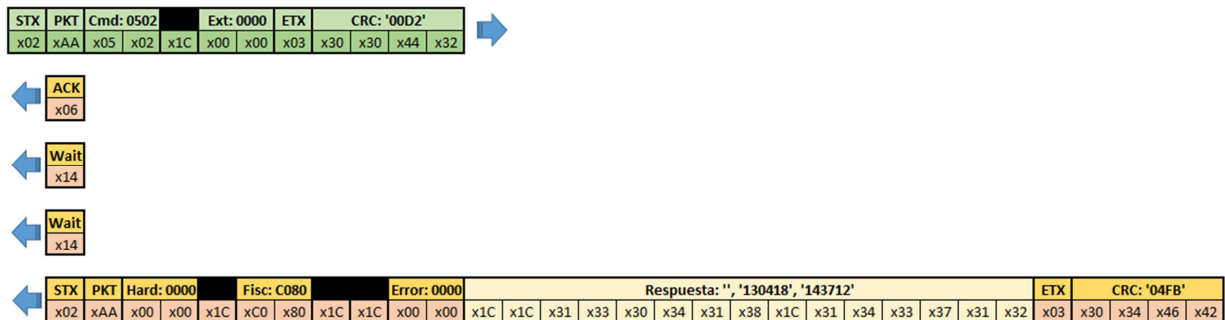 STX PKT Cmd: 0502 Ext: 0000 ETX CRC: '00D2'
x02 xAA x05 x02 x1C x00 x00 x03 x30 x30 x44 x32
ACK
x06
Wait
x14
Wait
x14
STX PKT Hard: 0000 Fisc: C080 Error: 0000 Respuesta: '', '130418', '143712' ETX CRC: '04FB'
x02 xAA x00 x00 x1C xC0 x80 x1C x1C x00 x00 x1C x1C x31 x33 x30 x34 x31 x38 x1C x31 x34 x33 x37 x31 x32 x03 x30 x34 x46 x42